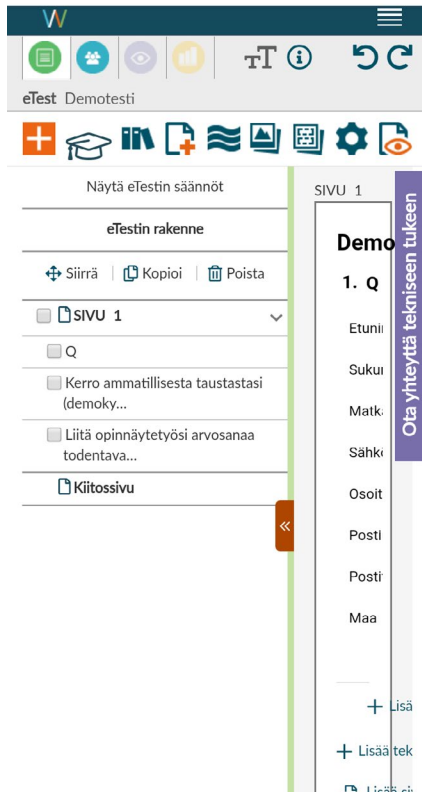 eTest Demotesti
Näytä eTestin säännöt
eTestin rakenne
Siirrä
Kopioi
Poista
SIVU 1
Q
Kerro ammatillisesta taustastasi
(demoky...
Liitä opinnäytetyösi arvosanaa
todentava...
Kiitossivu
SIVU 1
Demo
1. Q
Etuni
Sukui
Matk
Sähk
Osoit
Posti
Posti
Maa
Lisä
Lisää tek
Ota yhteyttä tekniseen tukeen